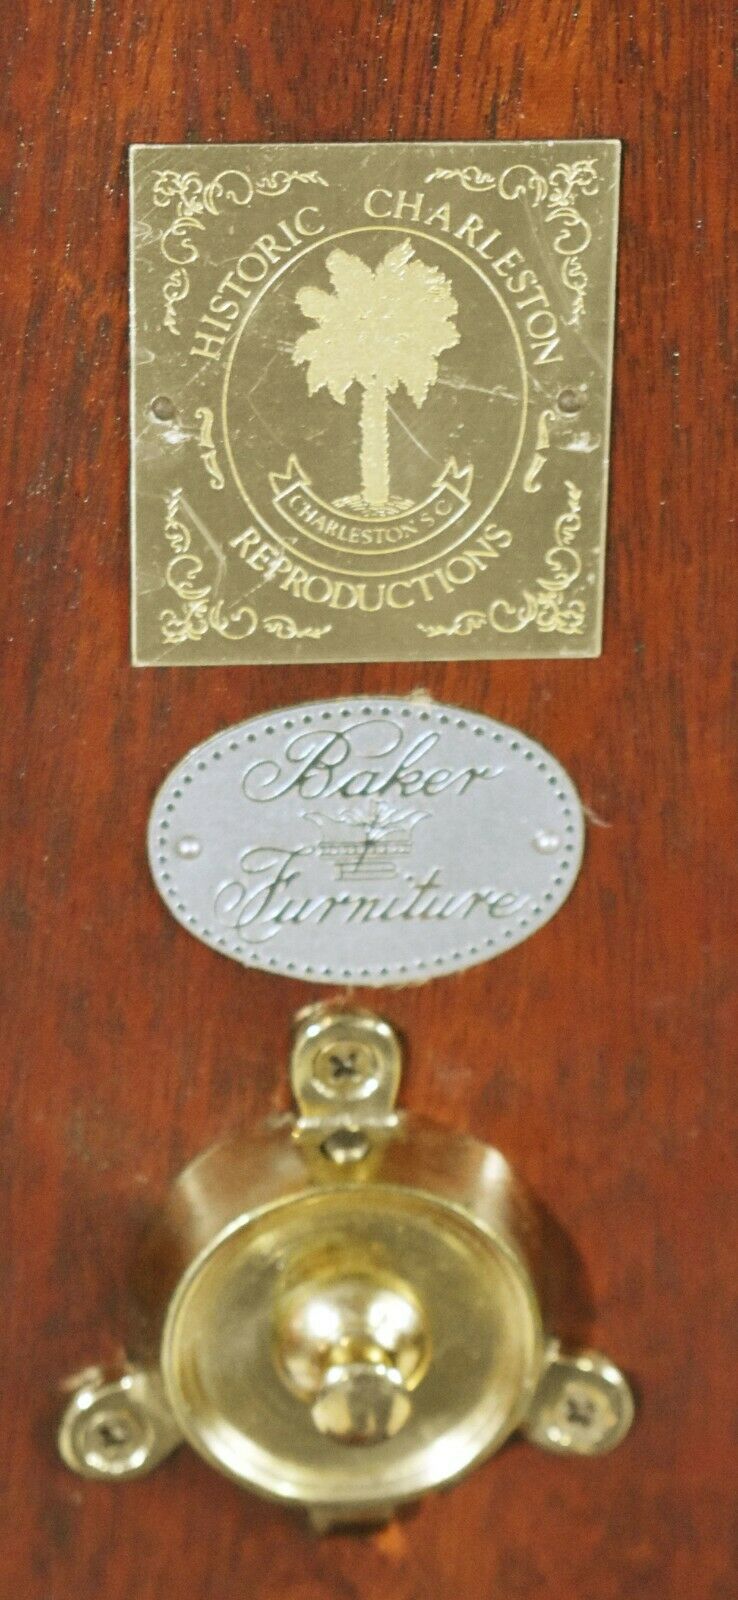 HISTORIC CHARLESTON
CHARLESTON S C
REPRODUCTIONS
Baker
Furniture